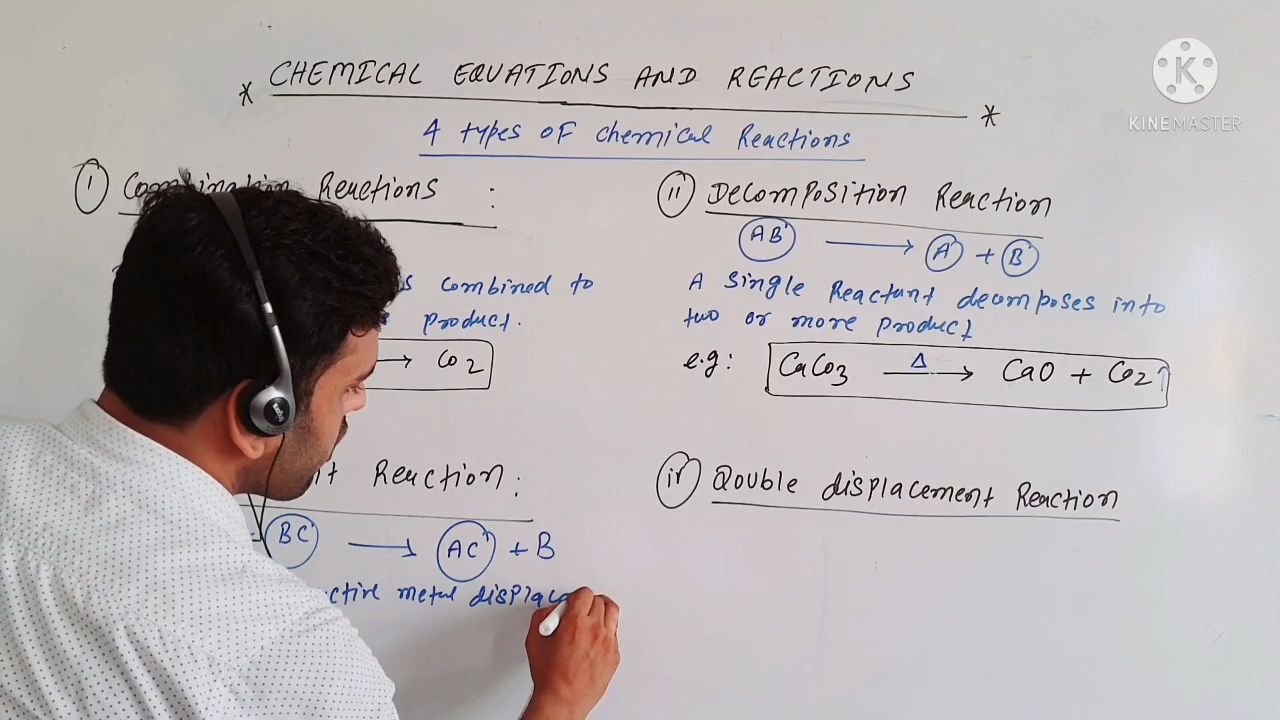 * CHEMICAL EQUATIONS AND REACTIONS *
4 types OF chemical Reactions
i Combination Reactions :
combined to
product.
→ CO2
Reaction :
BC → AC + B
metal displace
ii Decomposition Reaction
AB → A + B
A single Reactant decomposes into
two or more product
e.g: CaCO3 Δ→ CaO + CO2↑
iv Double displacement Reaction
KINEMASTER